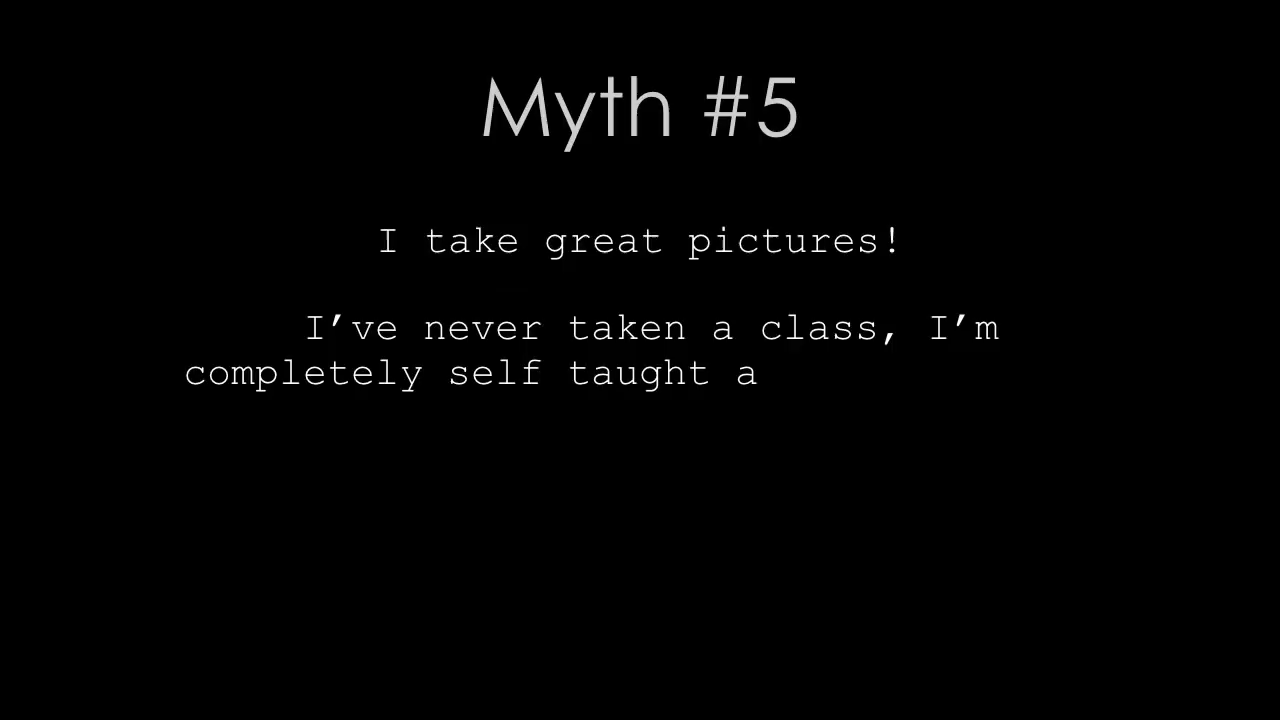 Myth #5
I take great pictures!
I’ve never taken a class, I’m
completely self taught a